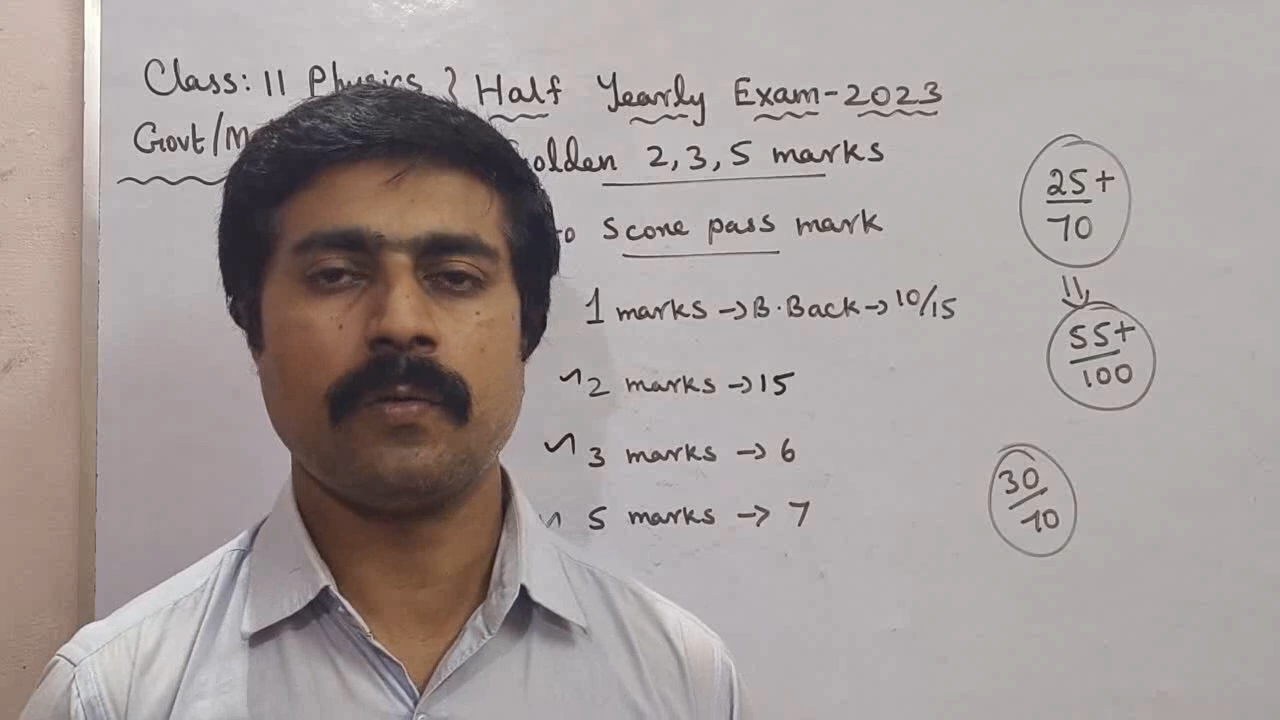 Class: 11 Physics } Half Yearly Exam-2023
Govt/M
Golden 2, 3, 5 marks
to score pass mark
1 marks → B.Back → 10/15
2 marks → 15
3 marks → 6
5 marks → 7
25+
70
55+
100
30/70